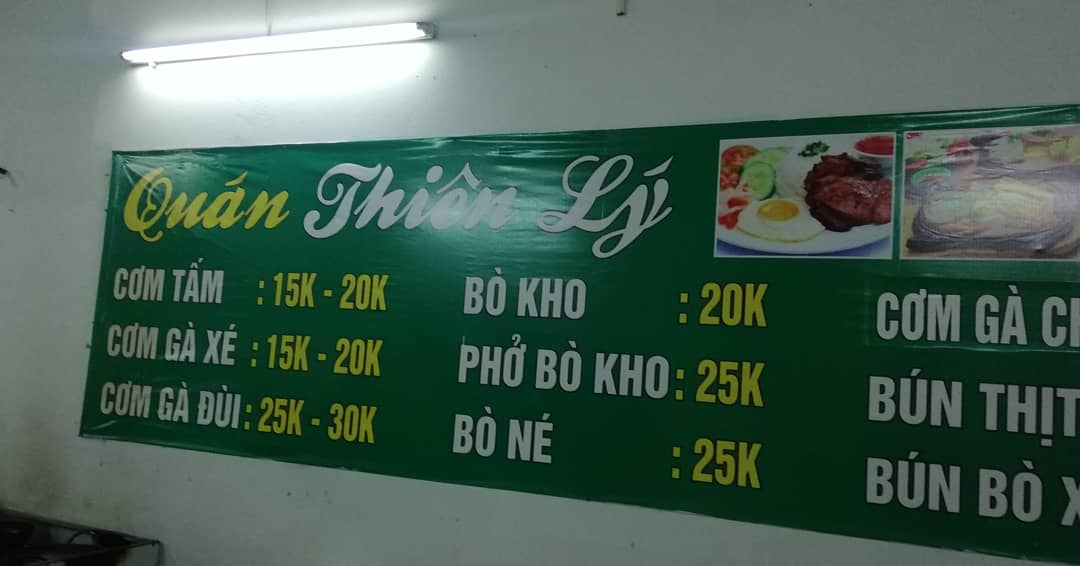 Quán Thiên Lý
CƠM TẤM : 15K - 20K
CƠM GÀ XÉ : 15K - 20K
CƠM GÀ ĐÙI : 25K - 30K
BÒ KHO : 20K
PHỞ BÒ KHO : 25K
BÒ NÉ : 25K
CƠM GÀ
BÚN THỊT
BÚN BÒ